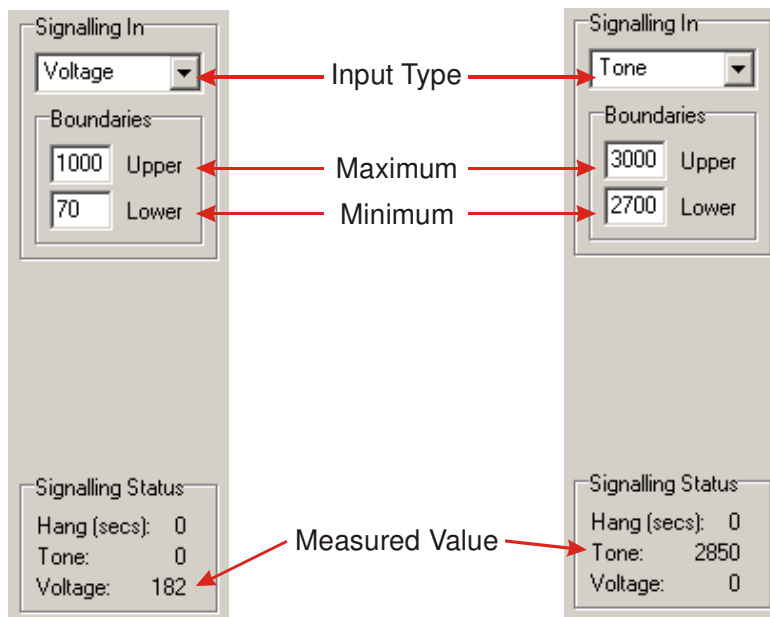 Signalling In
Voltage
Boundaries
1000 Upper
70 Lower
Signalling Status
Hang (secs): 0
Tone: 0
Voltage: 182
Input Type
Maximum
Minimum
Measured Value
Signalling In
Tone
Boundaries
3000 Upper
2700 Lower
Signalling Status
Hang (secs): 0
Tone: 2850
Voltage: 0